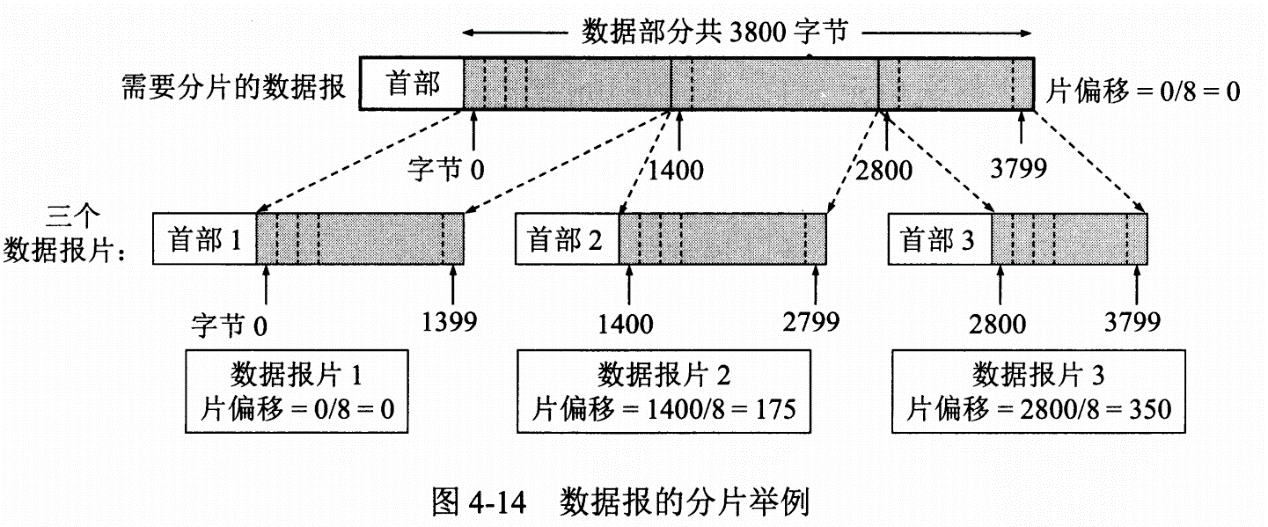 数据部分共 3800 字节
需要分片的数据报
首部
片偏移 = 0/8 = 0
字节 0
1400
2800
3799
三个
数据报片：
首部 1
首部 2
首部 3
字节 0
1399
1400
2799
2800
3799
数据报片 1
片偏移 = 0/8 = 0
数据报片 2
片偏移 = 1400/8 = 175
数据报片 3
片偏移 = 2800/8 = 350
图 4-14 数据报的分片举例